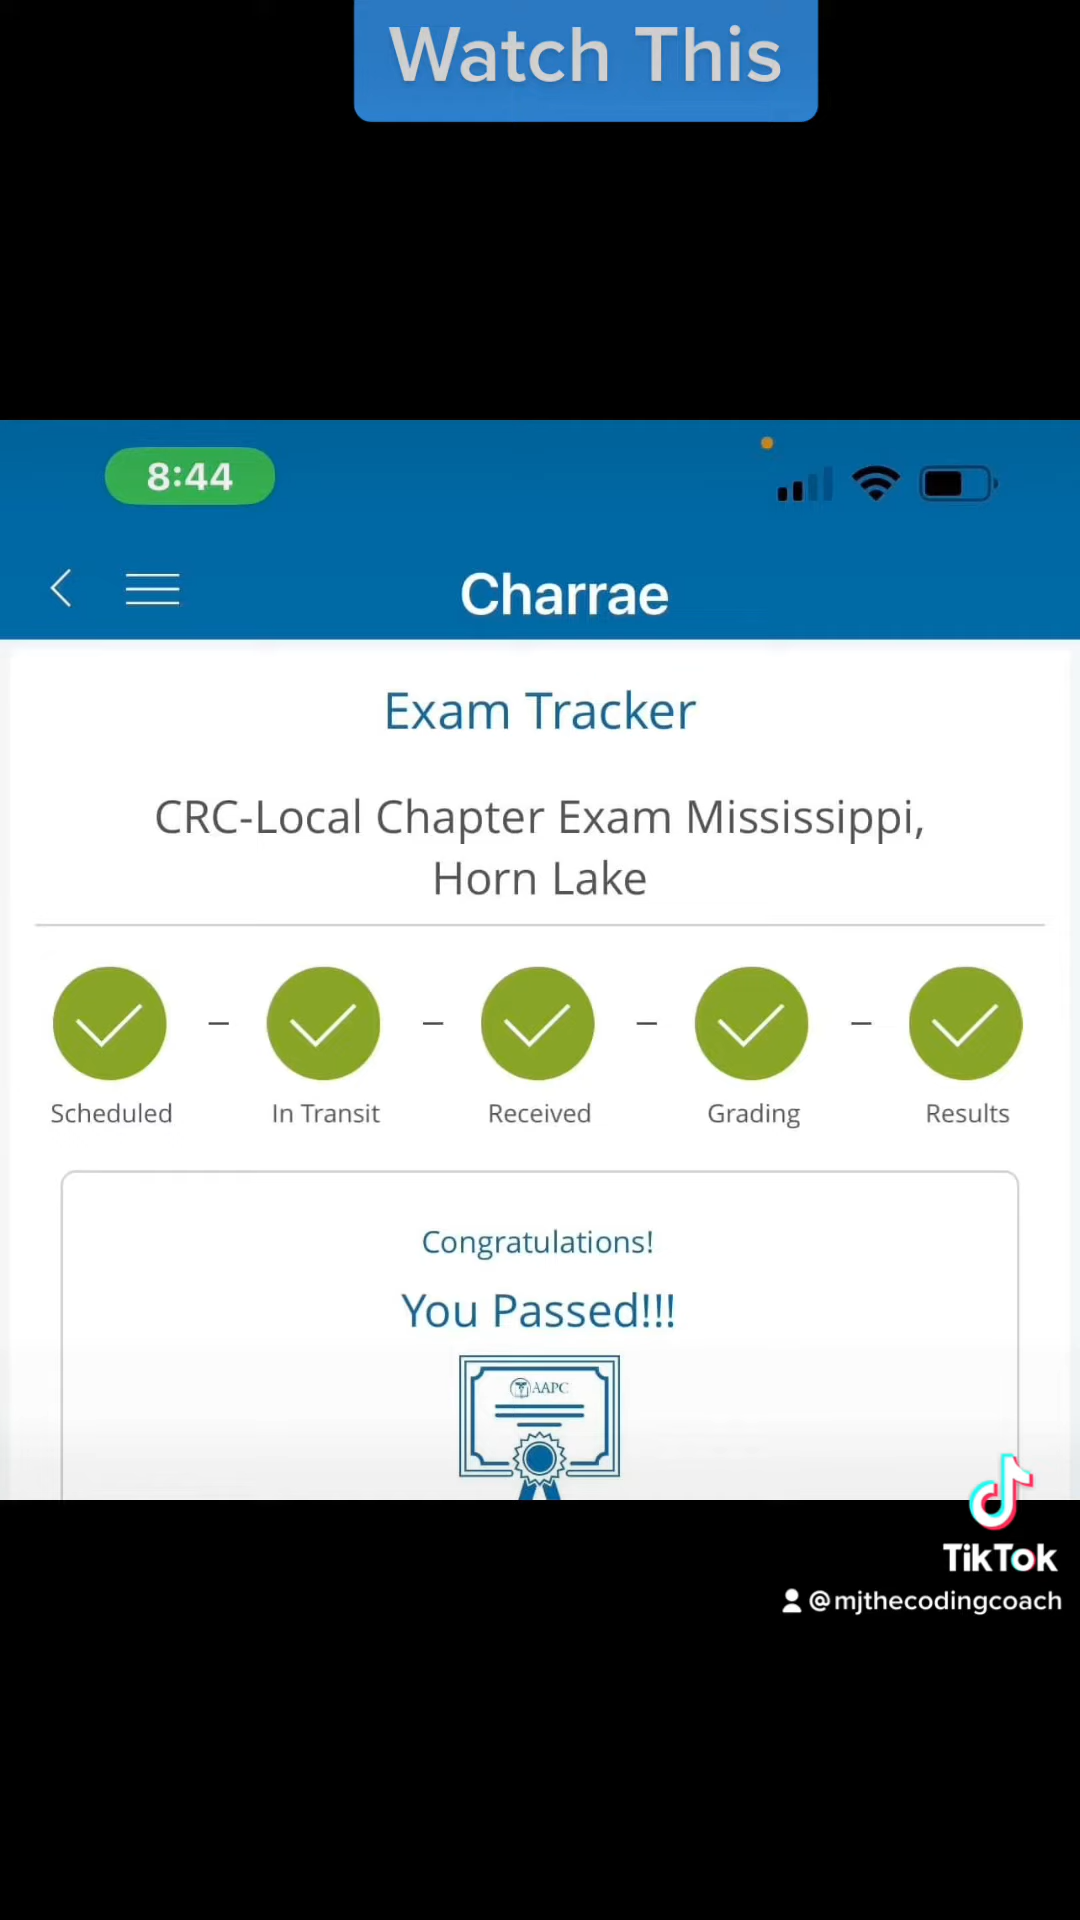 Watch This
8:44
Charrae
Exam Tracker
CRC-Local Chapter Exam Mississippi,
Horn Lake
Scheduled
In Transit
Received
Grading
Results
Congratulations!
You Passed!!!
AAPC
TikTok
@mjthecodingcoach